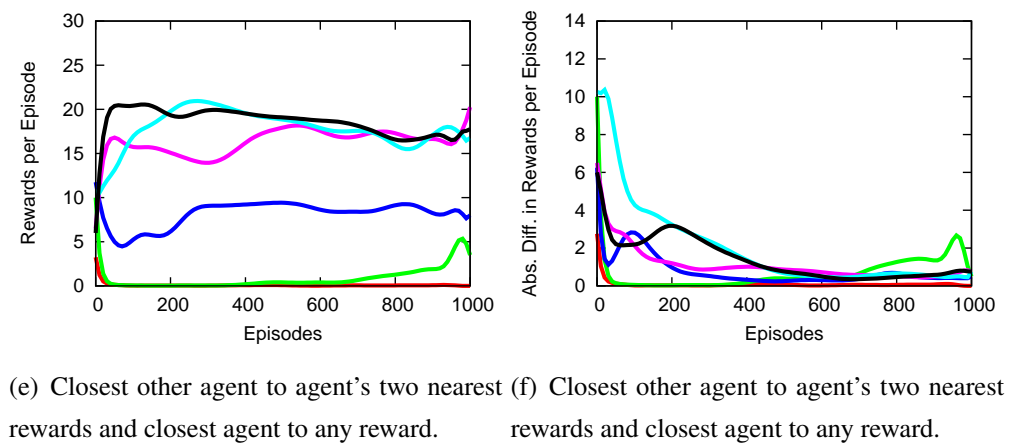 Rewards per Episode
30
25
20
15
10
5
0
0 200 400 600 800 1000
Episodes
Abs. Diff. in Rewards per Episode
14
12
10
8
6
4
2
0
0 200 400 600 800 1000
Episodes
(e) Closest other agent to agent's two nearest
rewards and closest agent to any reward.
(f) Closest other agent to agent's two nearest
rewards and closest agent to any reward.